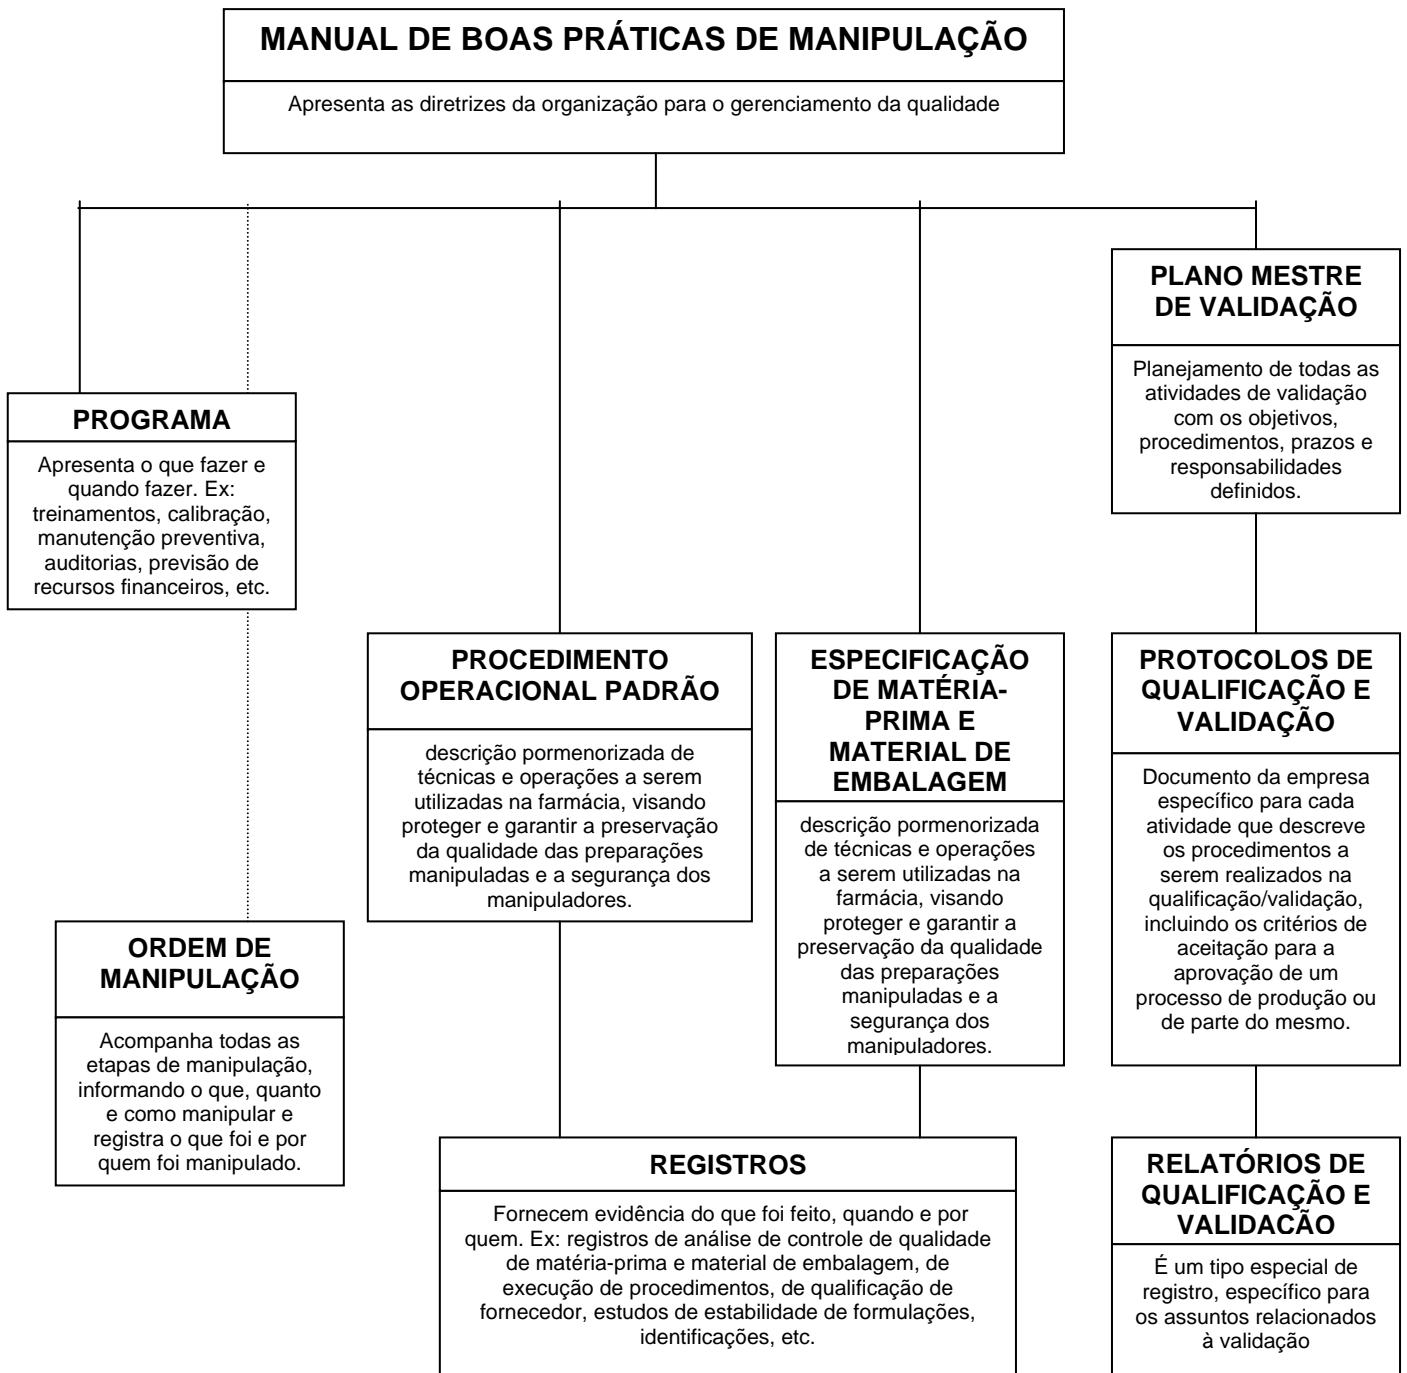 MANUAL DE BOAS PRÁTICAS DE MANIPULAÇÃO
Apresenta as diretrizes da organização para o gerenciamento da qualidade
PLANO MESTRE
DE VALIDAÇÃO
Planejamento de todas as
atividades de validação
com os objetivos,
procedimentos, prazos e
responsabilidades
definidos.
PROGRAMA
Apresenta o que fazer e
quando fazer. Ex:
treinamentos, calibração,
manutenção preventiva,
auditorias, previsão de
recursos financeiros, etc.
PROCEDIMENTO
OPERACIONAL PADRÃO
descrição pormenorizada de
técnicas e operações a serem
utilizadas na farmácia, visando
proteger e garantir a preservação
da qualidade das preparações
manipuladas e a segurança dos
manipuladores.
ESPECIFICAÇÃO
DE MATÉRIA-
PRIMA E
MATERIAL DE
EMBALAGEM
descrição pormenorizada
de técnicas e operações
a serem utilizadas na
farmácia, visando
proteger e garantir a
preservação da qualidade
das preparações
manipuladas e a
segurança dos
manipuladores.
PROTOCOLOS DE
QUALIFICAÇÃO E
VALIDAÇÃO
Documento da empresa
específico para cada
atividade que descreve
os procedimentos a
serem realizados na
qualificação/validação,
incluindo os critérios de
aceitação para a
aprovação de um
processo de produção ou
de parte do mesmo.
ORDEM DE
MANIPULAÇÃO
Acompanha todas as
etapas de manipulação,
informando o que, quanto
e como manipular e
registra o que foi e por
quem foi manipulado.
REGISTROS
Fornecem evidência do que foi feito, quando e por
quem. Ex: registros de análise de controle de qualidade
de matéria-prima e material de embalagem, de
execução de procedimentos, de qualificação de
fornecedor, estudos de estabilidade de formulações,
identificações, etc.
RELATÓRIOS DE
QUALIFICAÇÃO E
VALIDAÇÃO
É um tipo especial de
registro, específico para
os assuntos relacionados
à validação